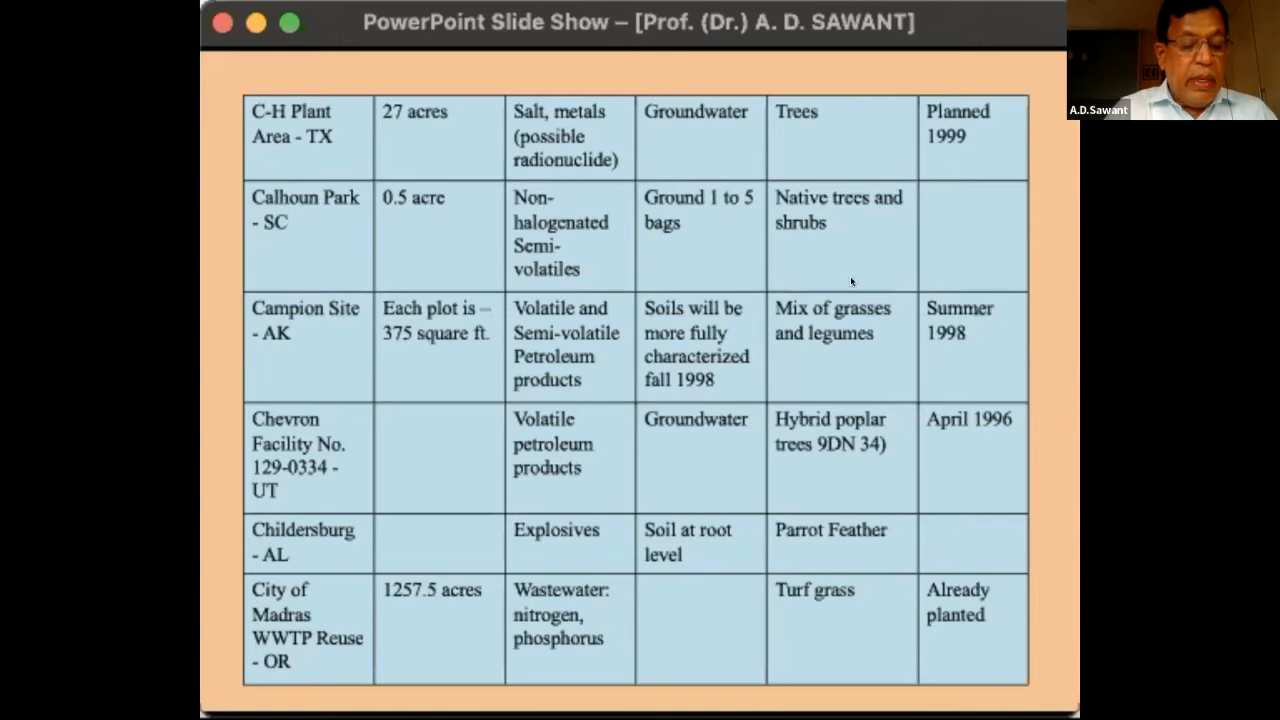 PowerPoint Slide Show – [Prof. (Dr.) A. D. SAWANT]
A.D.Sawant
C-H Plant
Area - TX
27 acres
Salt, metals
(possible
radionuclide)
Groundwater
Trees
Planned
1999
Calhoun Park
- SC
0.5 acre
Non-
halogenated
Semi-
volatiles
Ground 1 to 5
bags
Native trees and
shrubs
Campion Site
- AK
Each plot is –
375 square ft.
Volatile and
Semi-volatile
Petroleum
products
Soils will be
more fully
characterized
fall 1998
Mix of grasses
and legumes
Summer
1998
Chevron
Facility No.
129-0334 -
UT
Volatile
petroleum
products
Groundwater
Hybrid poplar
trees 9DN 34)
April 1996
Childersburg
- AL
Explosives
Soil at root
level
Parrot Feather
City of
Madras
WWTP Reuse
- OR
1257.5 acres
Wastewater:
nitrogen,
phosphorus
Turf grass
Already
planted